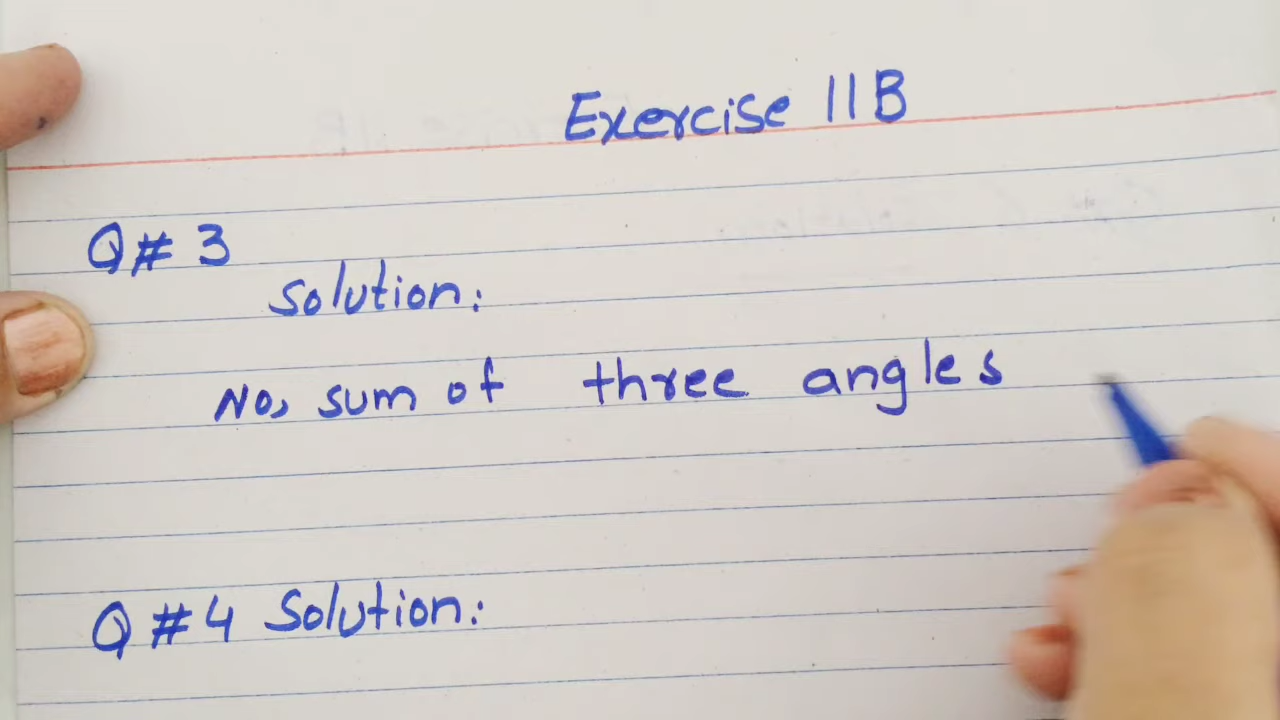 Exercise 11B
Q# 3
Solution:
No, sum of three angles
Q #4 Solution: